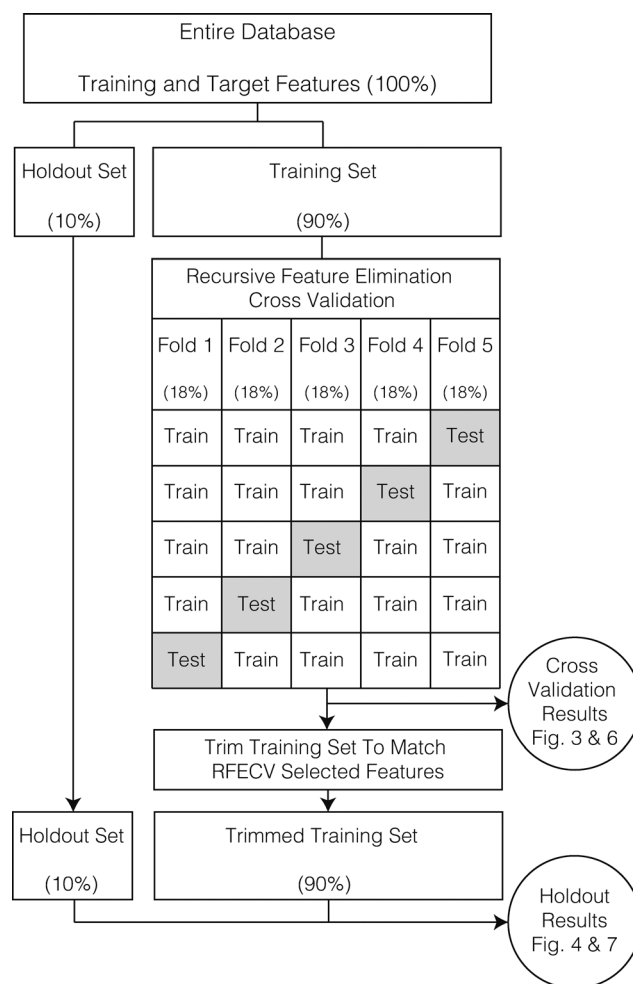 Entire Database
Training and Target Features (100%)
Holdout Set
(10%)
Training Set
(90%)
Recursive Feature Elimination
Cross Validation
Fold 1 Fold 2 Fold 3 Fold 4 Fold 5
(18%) (18%) (18%) (18%) (18%)
Train Train Train Train Test
Train Train Train Test Train
Train Train Test Train Train
Train Test Train Train Train
Test Train Train Train Train
Cross
Validation
Results
Fig. 3 & 6
Trim Training Set To Match
RFECV Selected Features
Holdout Set
(10%)
Trimmed Training Set
(90%)
Holdout
Results
Fig. 4 & 7